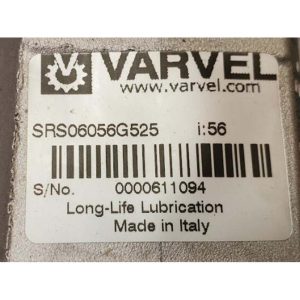 VARVEL
www.varvel.com
SRS06056G525 i:56
S/No. 0000611094
Long-Life Lubrication
Made in Italy